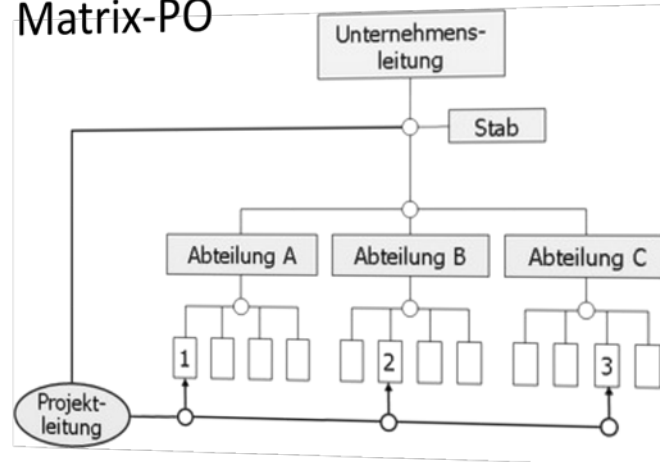 Matrix-PO
Unternehmens-
leitung
Stab
Abteilung A
Abteilung B
Abteilung C
1
2
3
Projekt-
leitung